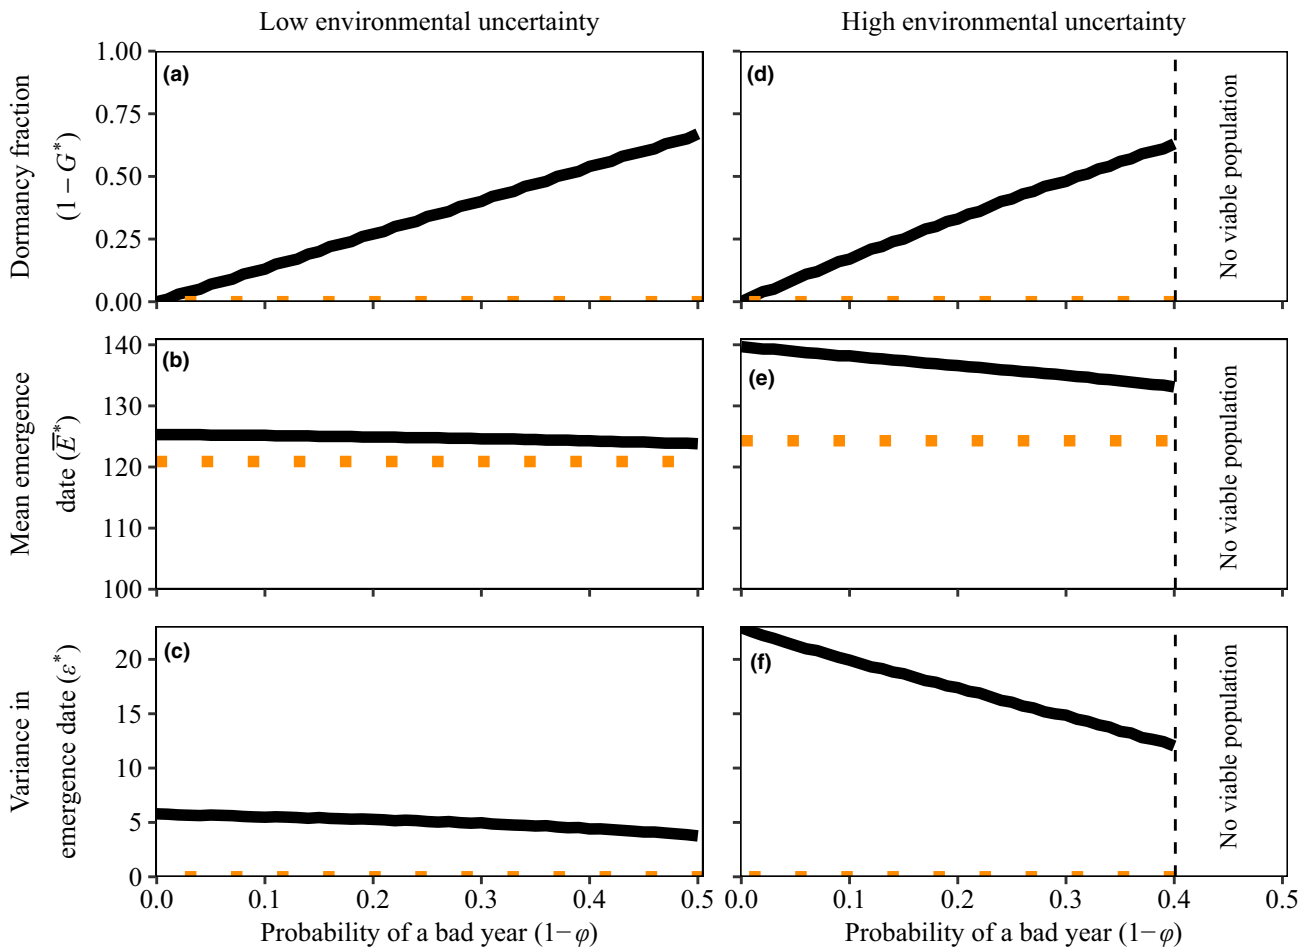 Low environmental uncertainty
High environmental uncertainty
Dormancy fraction
(1 − G*)
1.00
0.75
0.50
0.25
0.00
(a)
(d)
No viable population
Mean emergence
date (E̅*)
140
130
120
110
100
(b)
(e)
No viable population
Variance in
emergence date (ε*)
20
15
10
5
0
(c)
(f)
No viable population
0.0 0.1 0.2 0.3 0.4 0.5
0.0 0.1 0.2 0.3 0.4 0.5
Probability of a bad year (1−φ)
Probability of a bad year (1−φ)